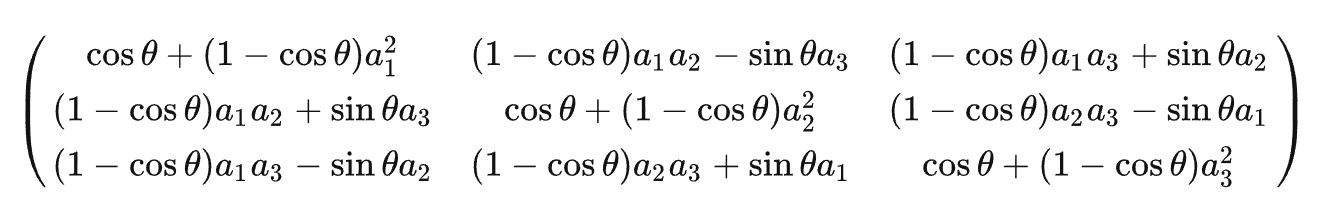 cos θ + (1 − cos θ)a₁² (1 − cos θ)a₁a₂ − sin θa₃ (1 − cos θ)a₁a₃ + sin θa₂
(1 − cos θ)a₁a₂ + sin θa₃ cos θ + (1 − cos θ)a₂² (1 − cos θ)a₂a₃ − sin θa₁
(1 − cos θ)a₁a₃ − sin θa₂ (1 − cos θ)a₂a₃ + sin θa₁ cos θ + (1 − cos θ)a₃²